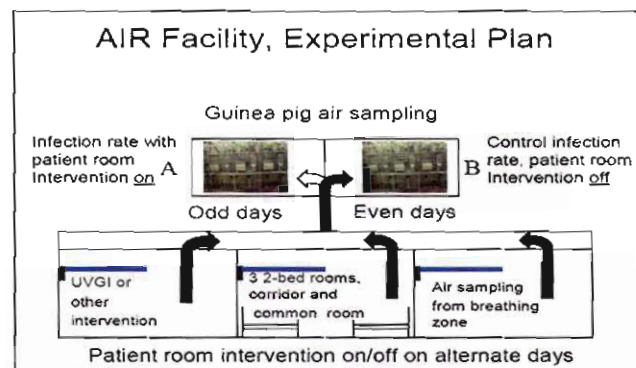 AIR Facility, Experimental Plan
Guinea pig air sampling
Infection rate with
patient room
Intervention on
A
B
Control infection
rate, patient room
Intervention off
Odd days
Even days
UVGI or
other
intervention
3 2-bed rooms,
corridor and
common room
Air sampling
from breathing
zone
Patient room intervention on/off on alternate days